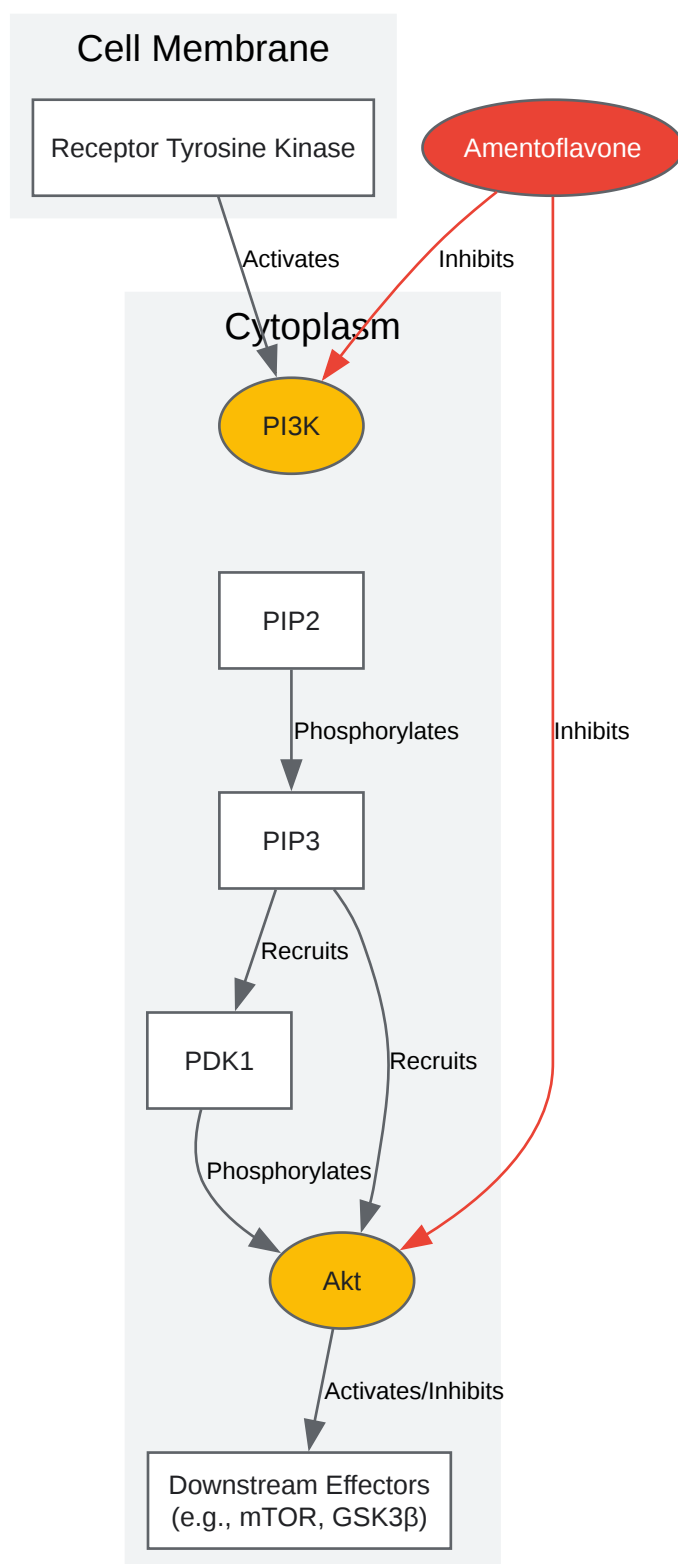 Cell Membrane
Receptor Tyrosine Kinase
Amentoflavone
Activates
Inhibits
Cytoplasm
PI3K
PIP2
Phosphorylates
Inhibits
PIP3
Recruits
PDK1
Recruits
Phosphorylates
Akt
Activates/Inhibits
Downstream Effectors
(e.g., mTOR, GSK3β)